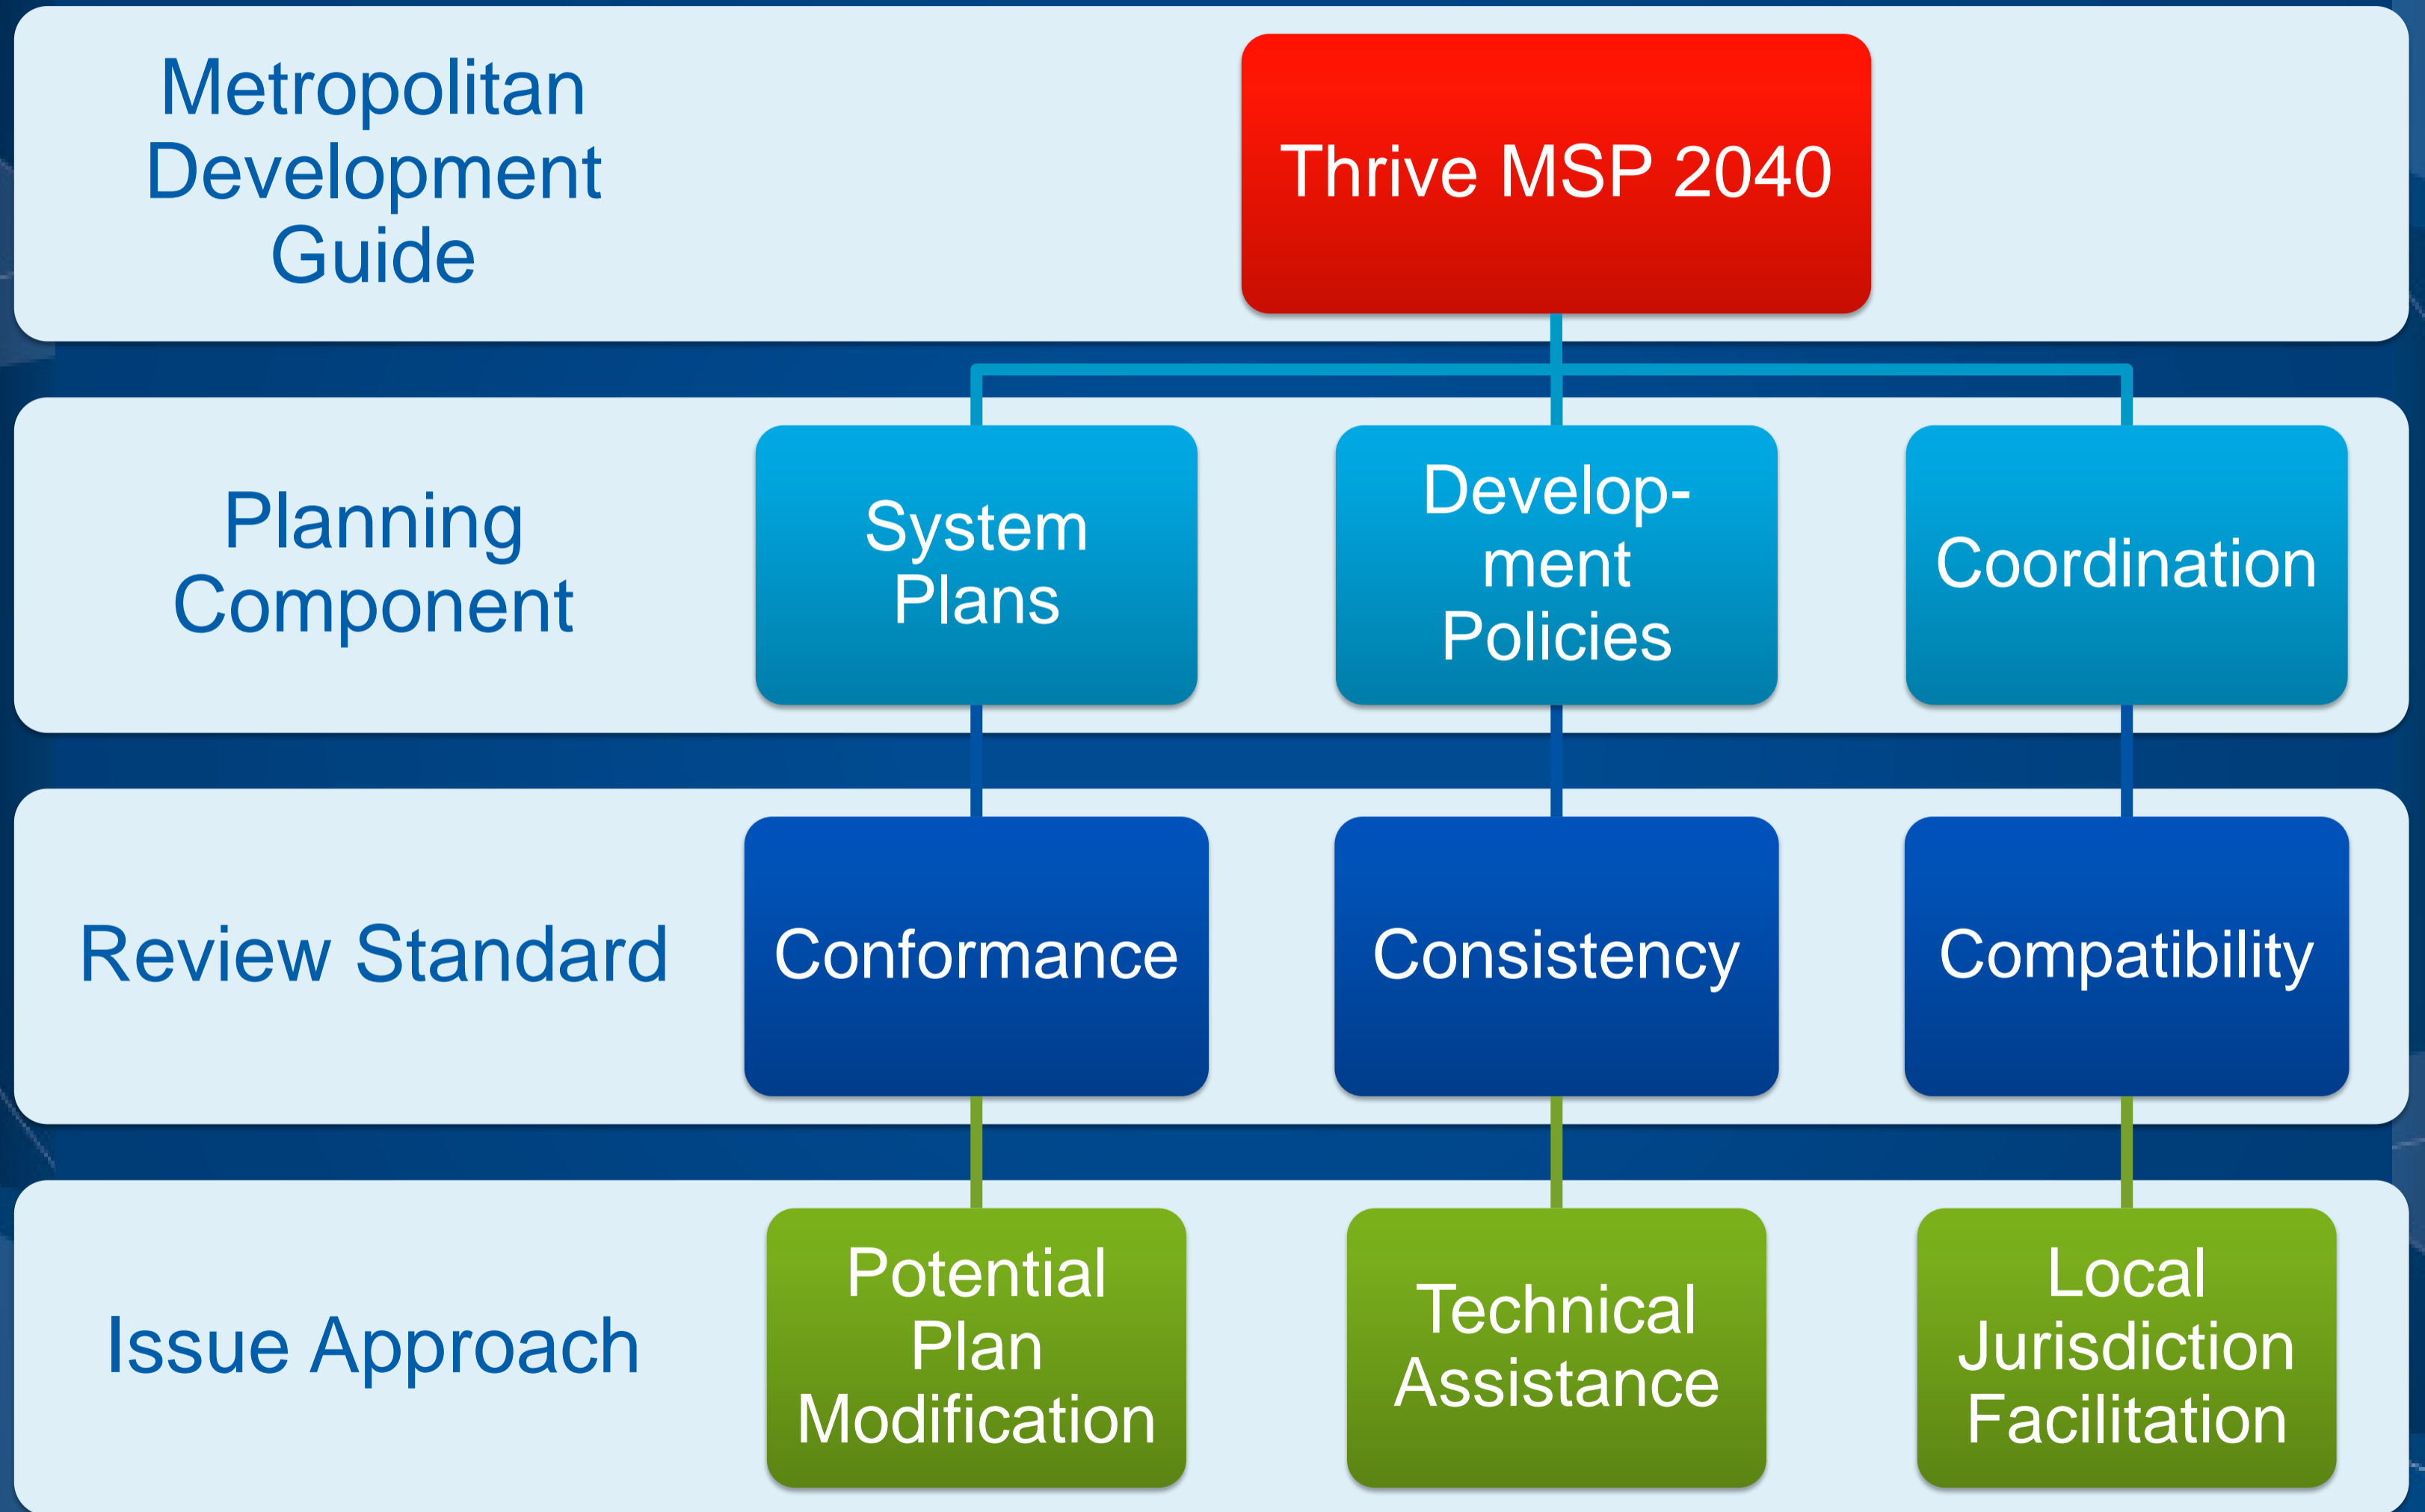 Metropolitan
Development
Guide
Thrive MSP 2040
Planning
Component
System
Plans
Develop-
ment
Policies
Coordination
Review Standard
Conformance
Consistency
Compatibility
Issue Approach
Potential
Plan
Modification
Technical
Assistance
Local
Jurisdiction
Facilitation